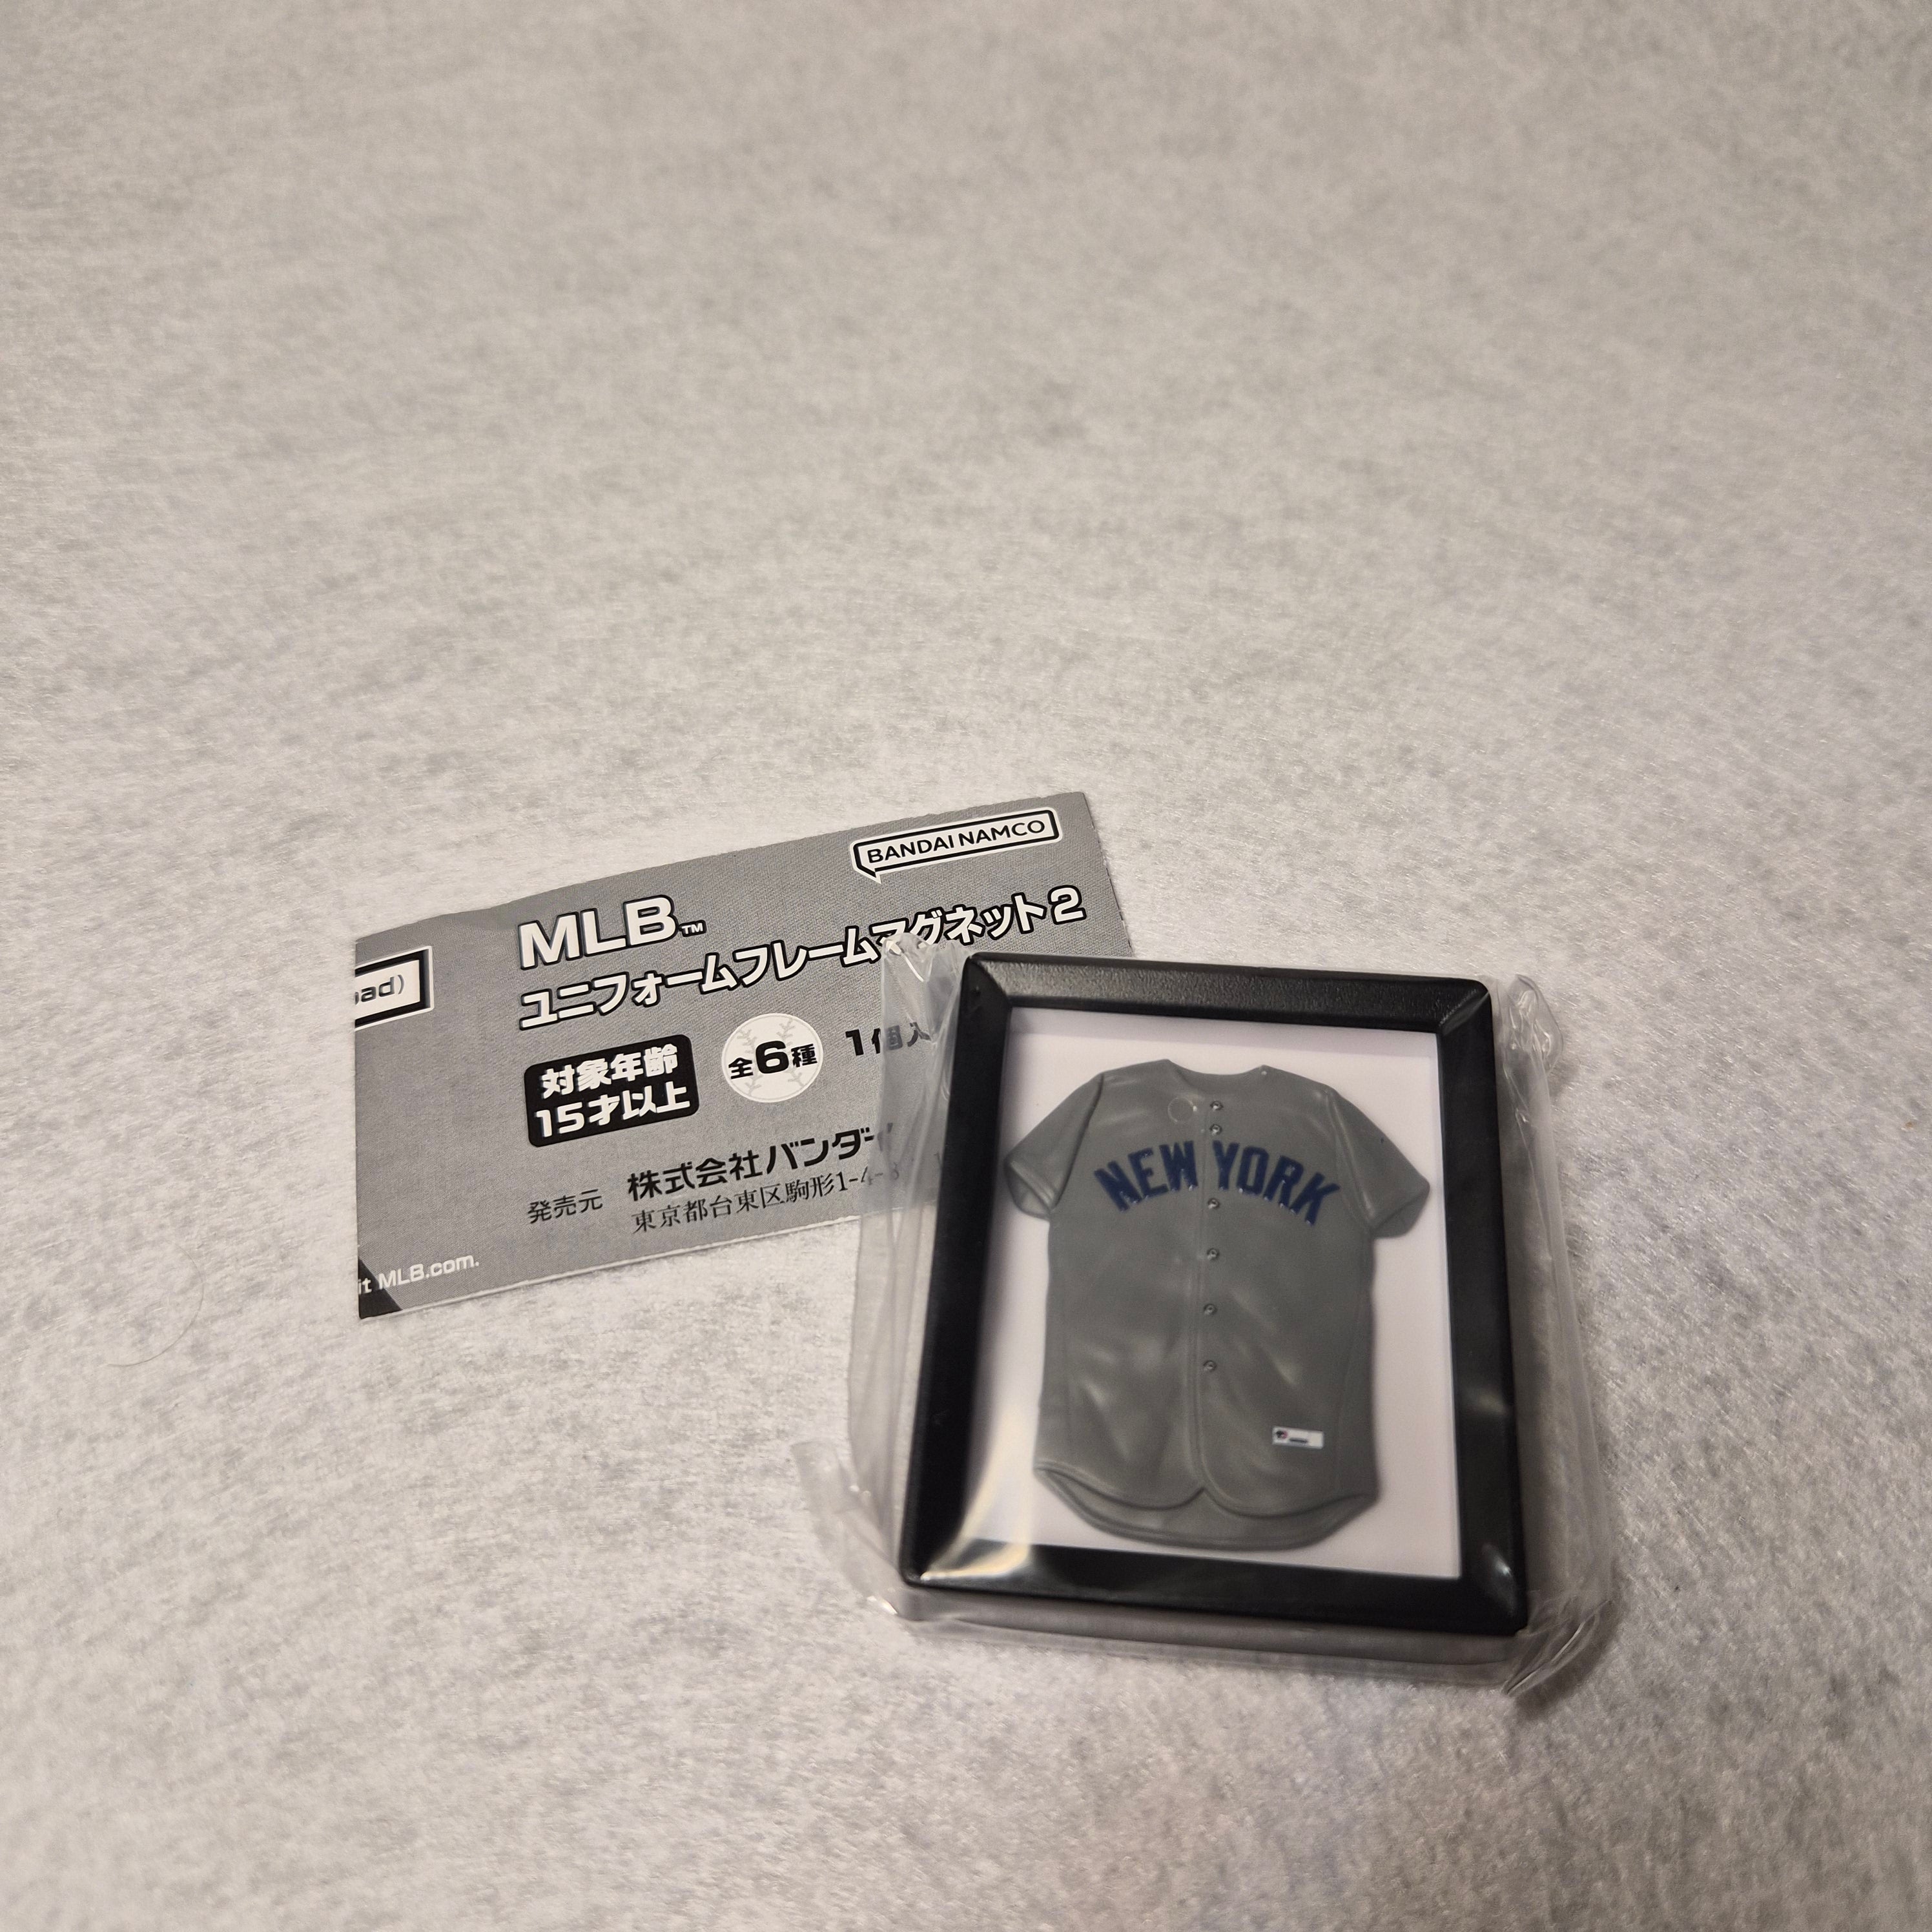 BANDAI NAMCO
MLB™
ユニフォームフレームマグネット2
対象年齢
15才以上
全6種
1個入
発売元
株式会社バンダイ
東京都台東区駒形1-4-8
MLB.com.
NEW YORK